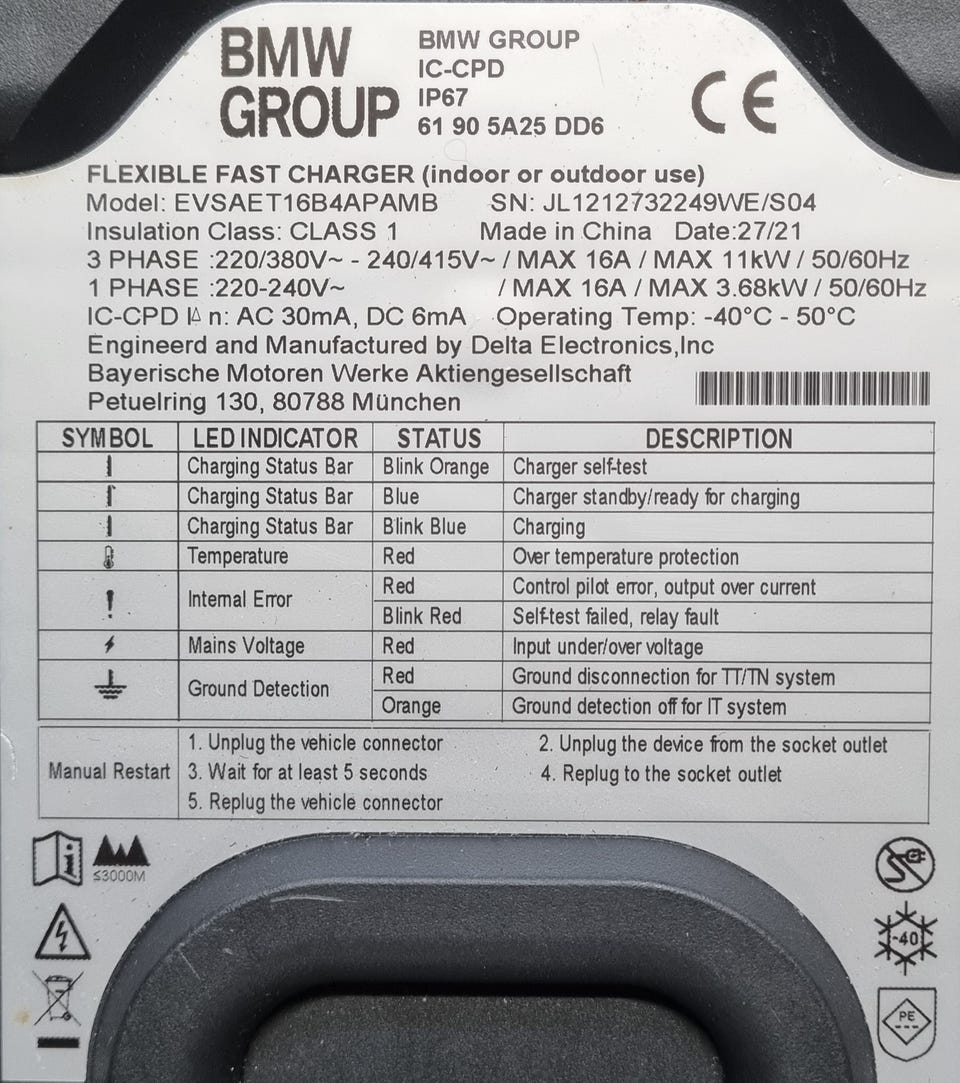 BMW
GROUP
BMW GROUP
IC-CPD
IP67
61 90 5A25 DD6
CE
FLEXIBLE FAST CHARGER (indoor or outdoor use)
Model: EVSAET16B4APAMB SN: JL1212732249WE/S04
Insulation Class: CLASS 1 Made in China Date:27/21
3 PHASE :220/380V~ - 240/415V~ / MAX 16A / MAX 11kW / 50/60Hz
1 PHASE :220-240V~ / MAX 16A / MAX 3.68kW / 50/60Hz
IC-CPD I△ n: AC 30mA, DC 6mA Operating Temp: -40°C - 50°C
Engineerd and Manufactured by Delta Electronics,Inc
Bayerische Motoren Werke Aktiengesellschaft
Petuelring 130, 80788 München
SYMBOL LED INDICATOR STATUS DESCRIPTION
Charging Status Bar Blink Orange Charger self-test
Charging Status Bar Blue Charger standby/ready for charging
Charging Status Bar Blink Blue Charging
Temperature Red Over temperature protection
! Internal Error Red Control pilot error, output over current
Blink Red Self-test failed, relay fault
Mains Voltage Red Input under/over voltage
Ground Detection Red Ground disconnection for TT/TN system
Orange Ground detection off for IT system
Manual Restart
1. Unplug the vehicle connector 2. Unplug the device from the socket outlet
3. Wait for at least 5 seconds 4. Replug to the socket outlet
5. Replug the vehicle connector
i
≤3000M
-40
PE